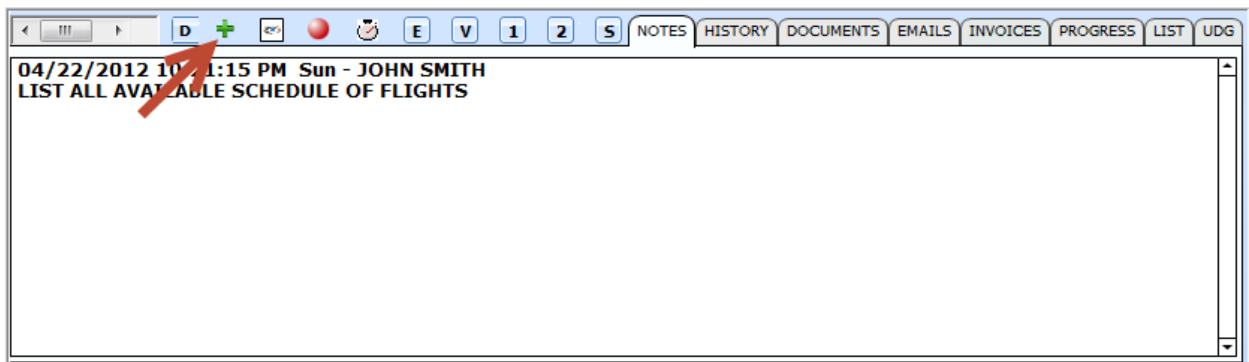 D E V 1 2 S NOTES HISTORY DOCUMENTS EMAILS INVOICES PROGRESS LIST UDG
04/22/2012 PM Sun - JOHN SMITH
LIST ALL AVAILABLE SCHEDULE OF FLIGHTS